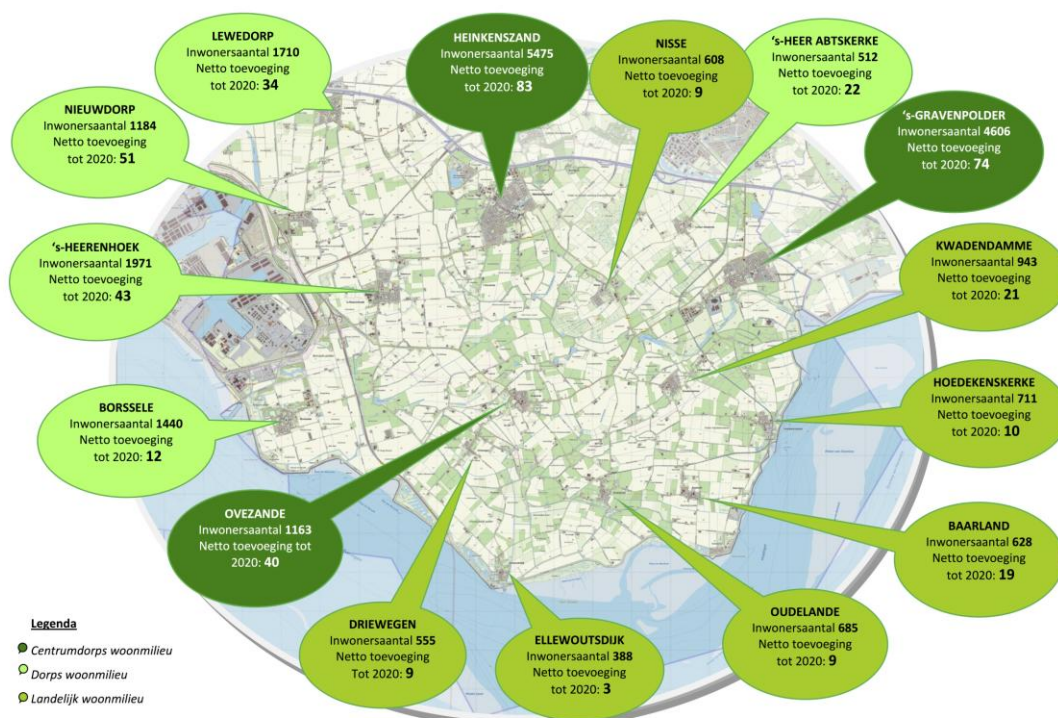 LEWEDORP
Inwonersaantal 1710
Netto toevoeging
tot 2020: 34
HEINKENSZAND
Inwonersaantal 5475
Netto toevoeging
tot 2020: 83
NISSE
Inwonersaantal 608
Netto toevoeging
tot 2020: 9
‘s-HEER ABTSKERKE
Inwonersaantal 512
Netto toevoeging
tot 2020: 22
NIEUWDORP
Inwonersaantal 1184
Netto toevoeging
tot 2020: 51
‘s-GRAVENPOLDER
Inwonersaantal 4606
Netto toevoeging
tot 2020: 74
‘s-HEERENHOEK
Inwonersaantal 1971
Netto toevoeging
tot 2020: 43
KWADENDAMME
Inwonersaantal 943
Netto toevoeging
tot 2020: 21
BORSSELE
Inwonersaantal 1440
Netto toevoeging
tot 2020: 12
HOEDEKENSKERKE
Inwonersaantal 711
Netto toevoeging
tot 2020: 10
OVEZANDE
Inwonersaantal 1163
Netto toevoeging tot
2020: 40
BAARLAND
Inwonersaantal 628
Netto toevoeging
tot 2020: 19
DRIEWEGEN
Inwonersaantal 555
Netto toevoeging
Tot 2020: 9
ELLEWOUTSDIJK
Inwonersaantal 388
Netto toevoeging
tot 2020: 3
OUDELANDE
Inwonersaantal 685
Netto toevoeging
tot 2020: 9
Legenda
Centrumdorps woonmilieu
Dorps woonmilieu
Landelijk woonmilieu